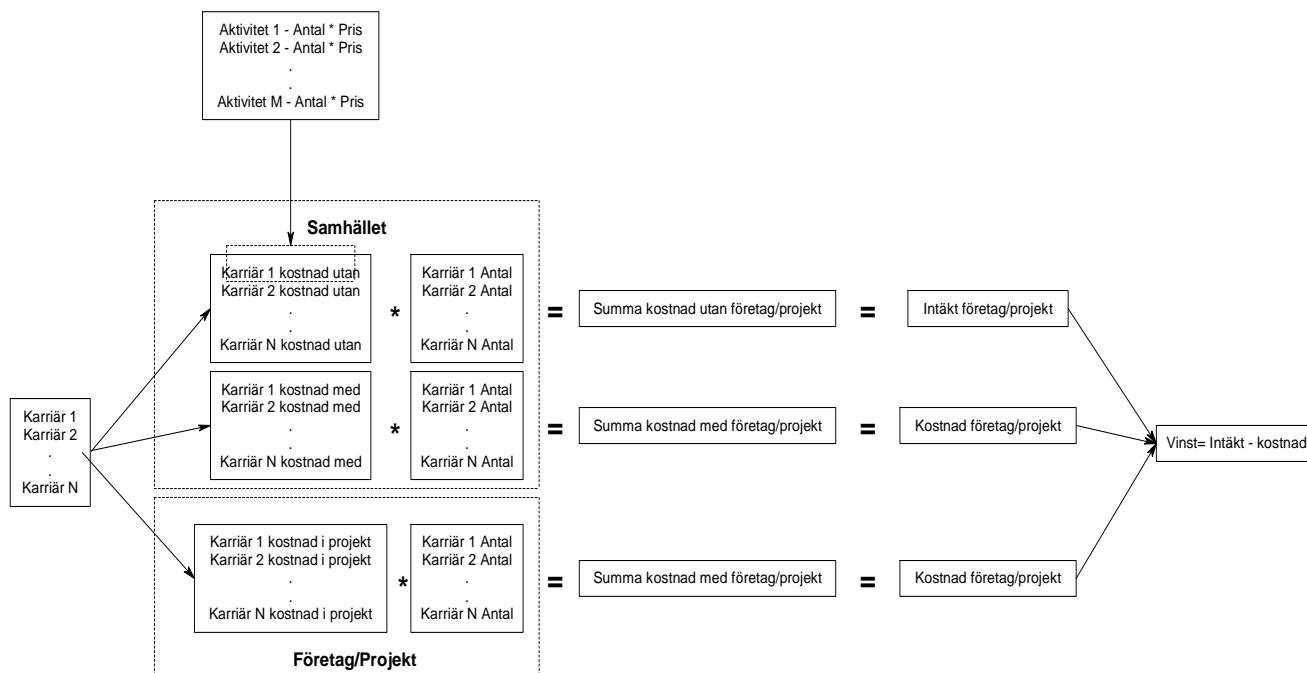 Aktivitet 1 - Antal * Pris
Aktivitet 2 - Antal * Pris
.
.
Aktivitet M - Antal * Pris
Samhället
Karriär 1 kostnad utan
Karriär 2 kostnad utan
.
.
Karriär N kostnad utan
*
Karriär 1 Antal
Karriär 2 Antal
.
.
Karriär N Antal
=
Summa kostnad utan företag/projekt
=
Intäkt företag/projekt
Karriär 1
Karriär 2
.
.
Karriär N
Karriär 1 kostnad med
Karriär 2 kostnad med
.
.
Karriär N kostnad med
*
Karriär 1 Antal
Karriär 2 Antal
.
.
Karriär N Antal
=
Summa kostnad med företag/projekt
=
Kostnad företag/projekt
Vinst= Intäkt - kostnad
Karriär 1 kostnad i projekt
Karriär 2 kostnad i projekt
.
.
Karriär N kostnad i projekt
*
Karriär 1 Antal
Karriär 2 Antal
.
.
Karriär N Antal
=
Summa kostnad med företag/projekt
=
Kostnad företag/projekt
Företag/Projekt